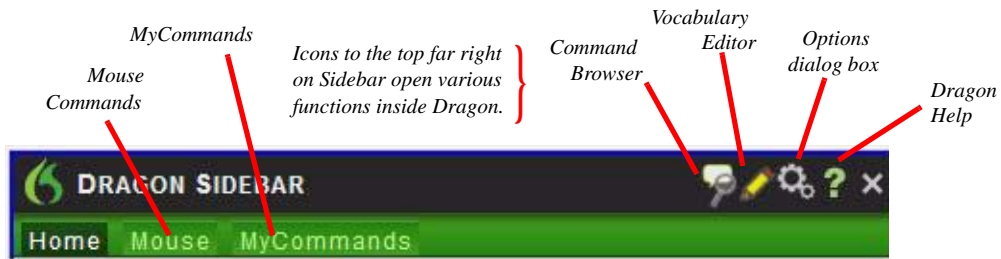 MyCommands
Mouse
Commands
Icons to the top far right
on Sidebar open various
functions inside Dragon.
Command
Browser
Vocabulary
Editor
Options
dialog box
Dragon
Help
DRAGON SIDEBAR
Home Mouse MyCommands